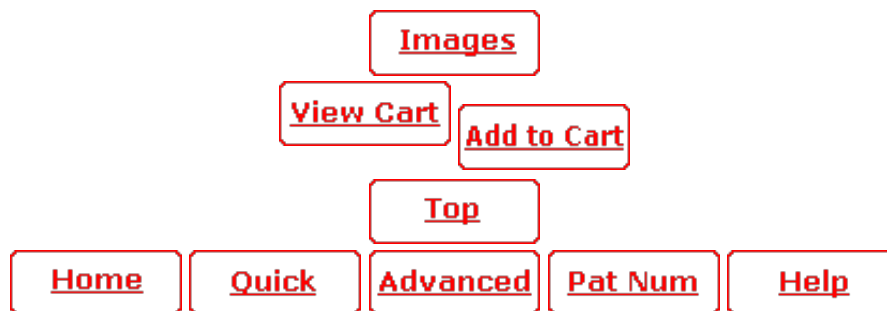 Images
View Cart
Add to Cart
Top
Home Quick Advanced Pat Num Help